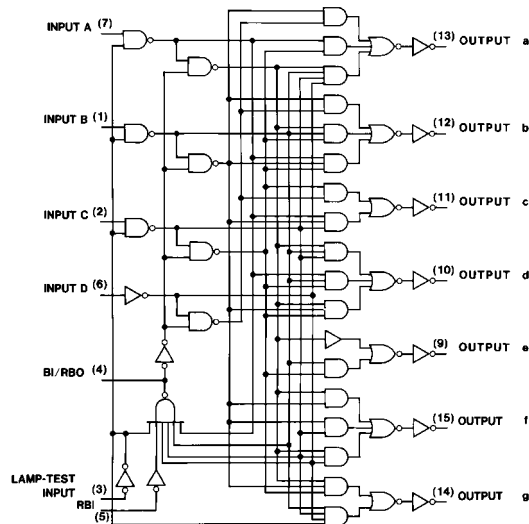 INPUT A (7)
(13) OUTPUT a
INPUT B (1)
(12) OUTPUT b
INPUT C (2)
(11) OUTPUT c
INPUT D (6)
(10) OUTPUT d
(9) OUTPUT e
BI/RBO (4)
(15) OUTPUT f
LAMP-TEST
INPUT
(3)
RBI
(5)
(14) OUTPUT g